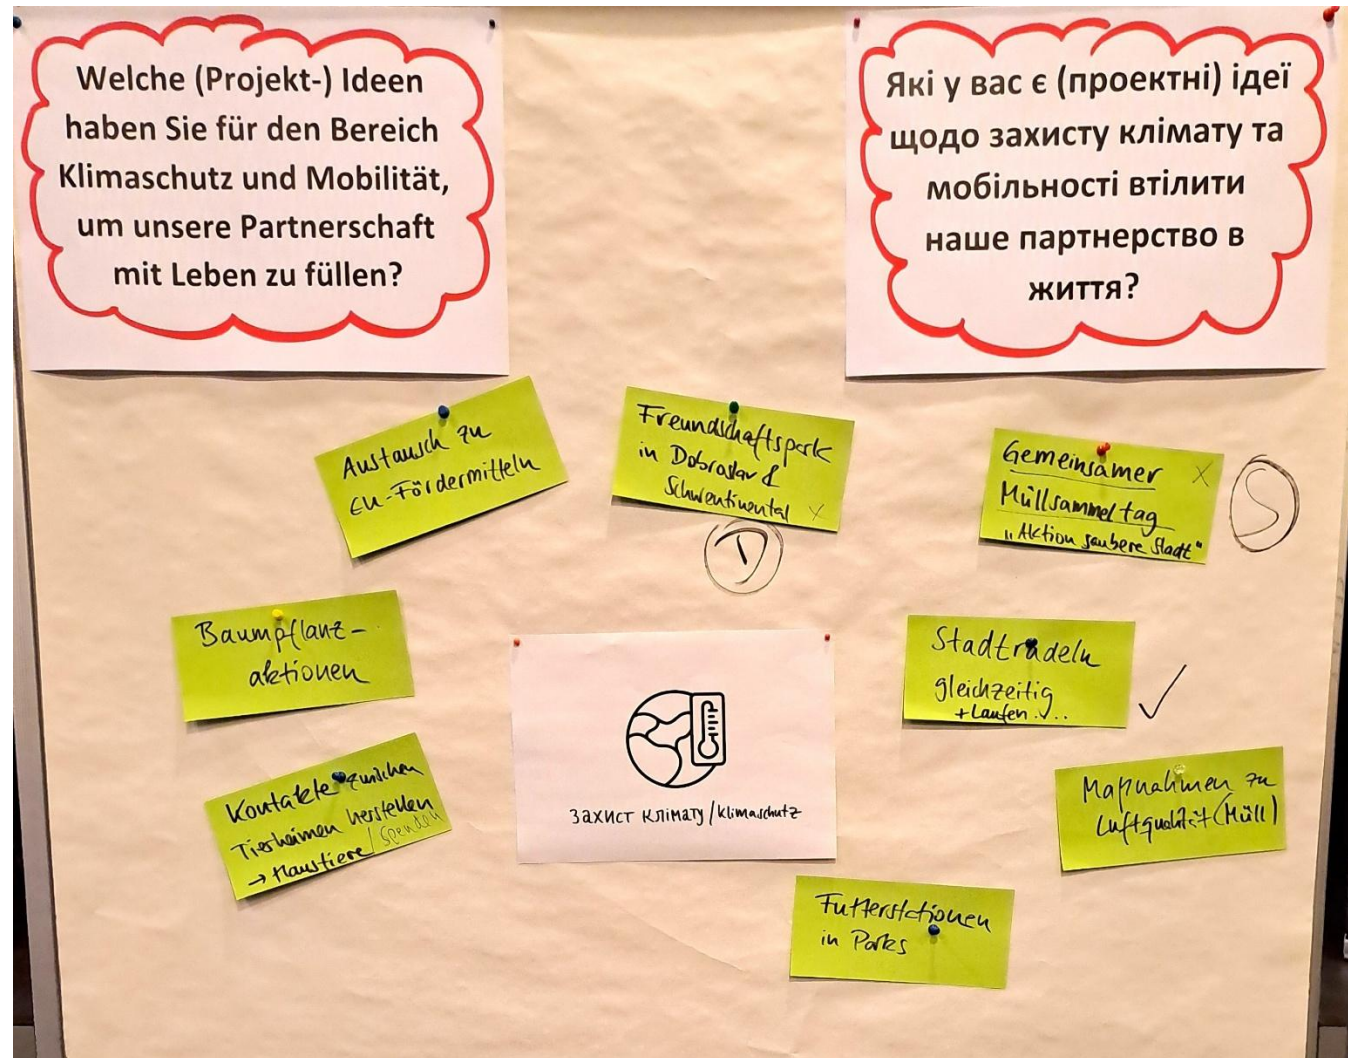 Welche (Projekt-) Ideen
haben Sie für den Bereich
Klimaschutz und Mobilität,
um unsere Partnerschaft
mit Leben zu füllen?
Які у вас є (проектні) ідеї
щодо захисту клімату та
мобільності втілити
наше партнерство в
життя?
Austausch zu
EU-Fördermitteln
Freundschaftspark
in Dobroslav &
Schwentinental x
D
Gemeinsamer x
Müllsammeltag
„Aktion saubere Stadt"
S
Baumpflanz-
aktionen
Stadtradeln
gleichzeitig
+ Laufen ...
✓
Kontakte zwischen
Tierheimen herstellen
→ Haustiere / Spenden
Захист клімату/Klimaschutz
Maßnahmen zu
Luftqualität (Müll)
Futterstationen
in Parks